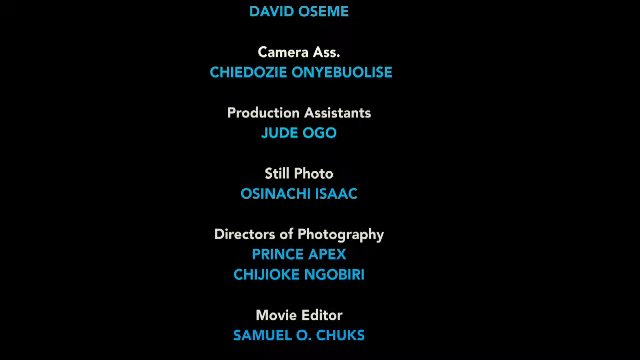 DAVID OSEME
Camera Ass.
CHIEDOZIE ONYEBUOLISE
Production Assistants
JUDE OGO
Still Photo
OSINACHI ISAAC
Directors of Photography
PRINCE APEX
CHIJIOKE NGOBIRI
Movie Editor
SAMUEL O. CHUKS